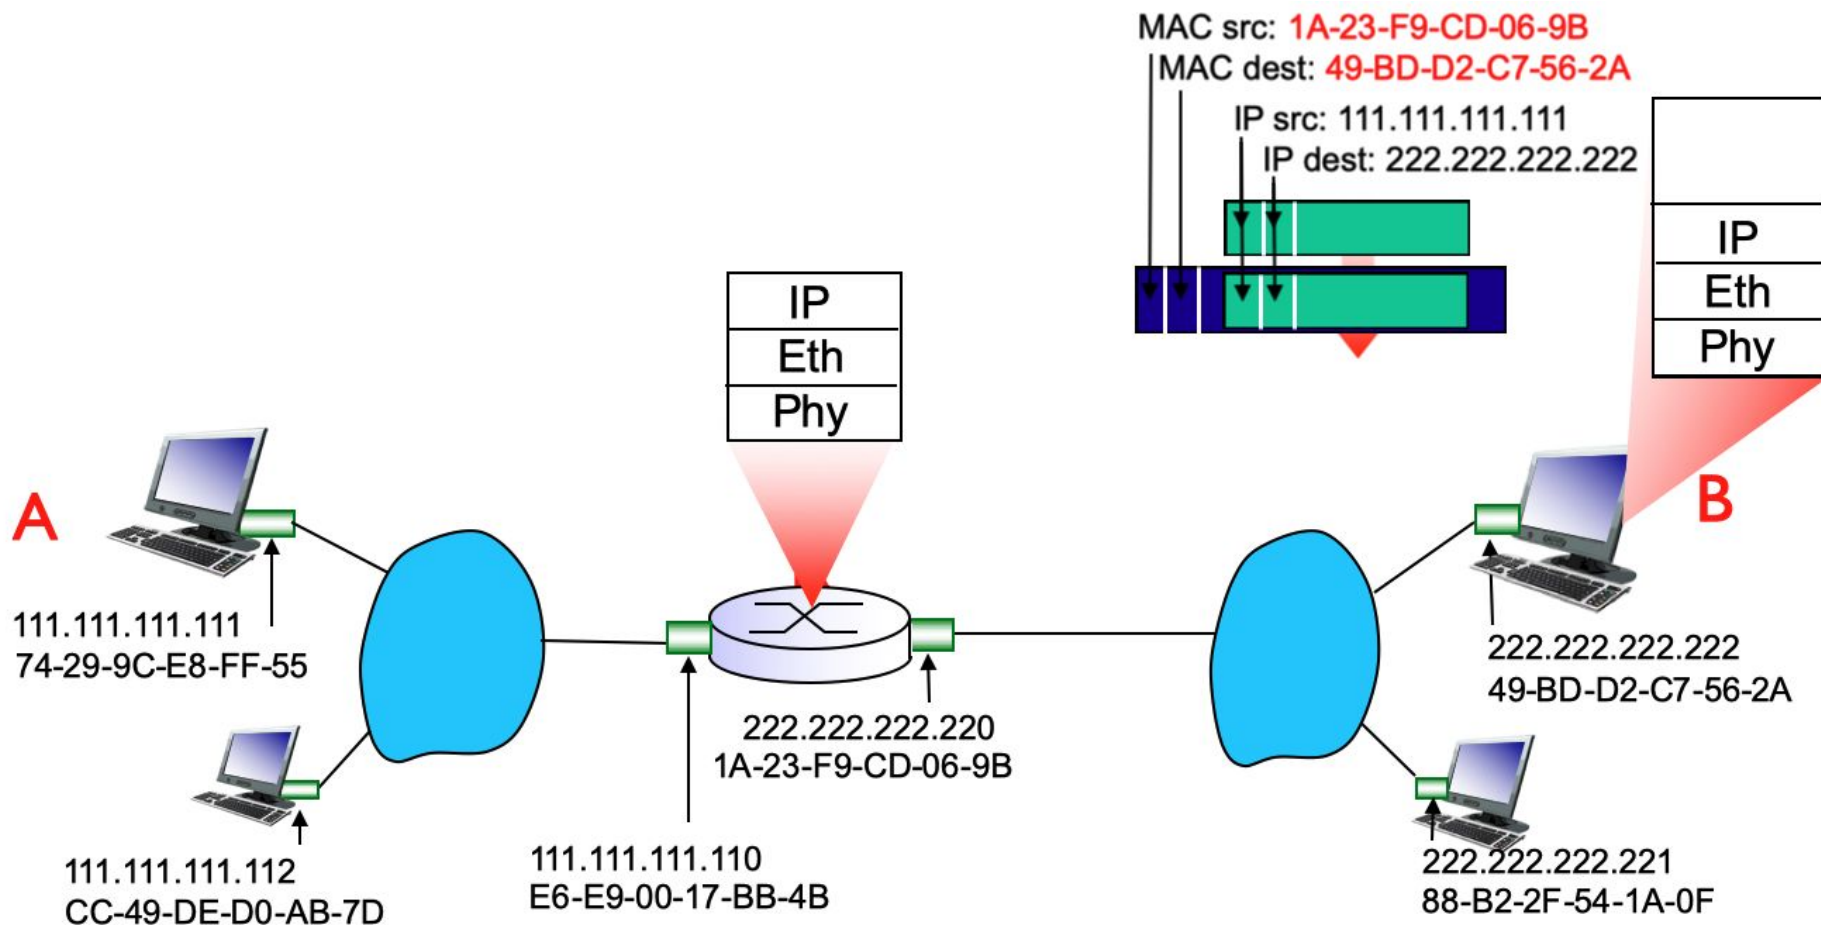 MAC src: 1A-23-F9-CD-06-9B
MAC dest: 49-BD-D2-C7-56-2A
IP src: 111.111.111.111
IP dest: 222.222.222.222
IP
Eth
Phy
IP
Eth
Phy
A
B
111.111.111.111
74-29-9C-E8-FF-55
222.222.222.222
49-BD-D2-C7-56-2A
222.222.222.220
1A-23-F9-CD-06-9B
111.111.111.112
CC-49-DE-D0-AB-7D
111.111.111.110
E6-E9-00-17-BB-4B
222.222.222.221
88-B2-2F-54-1A-0F